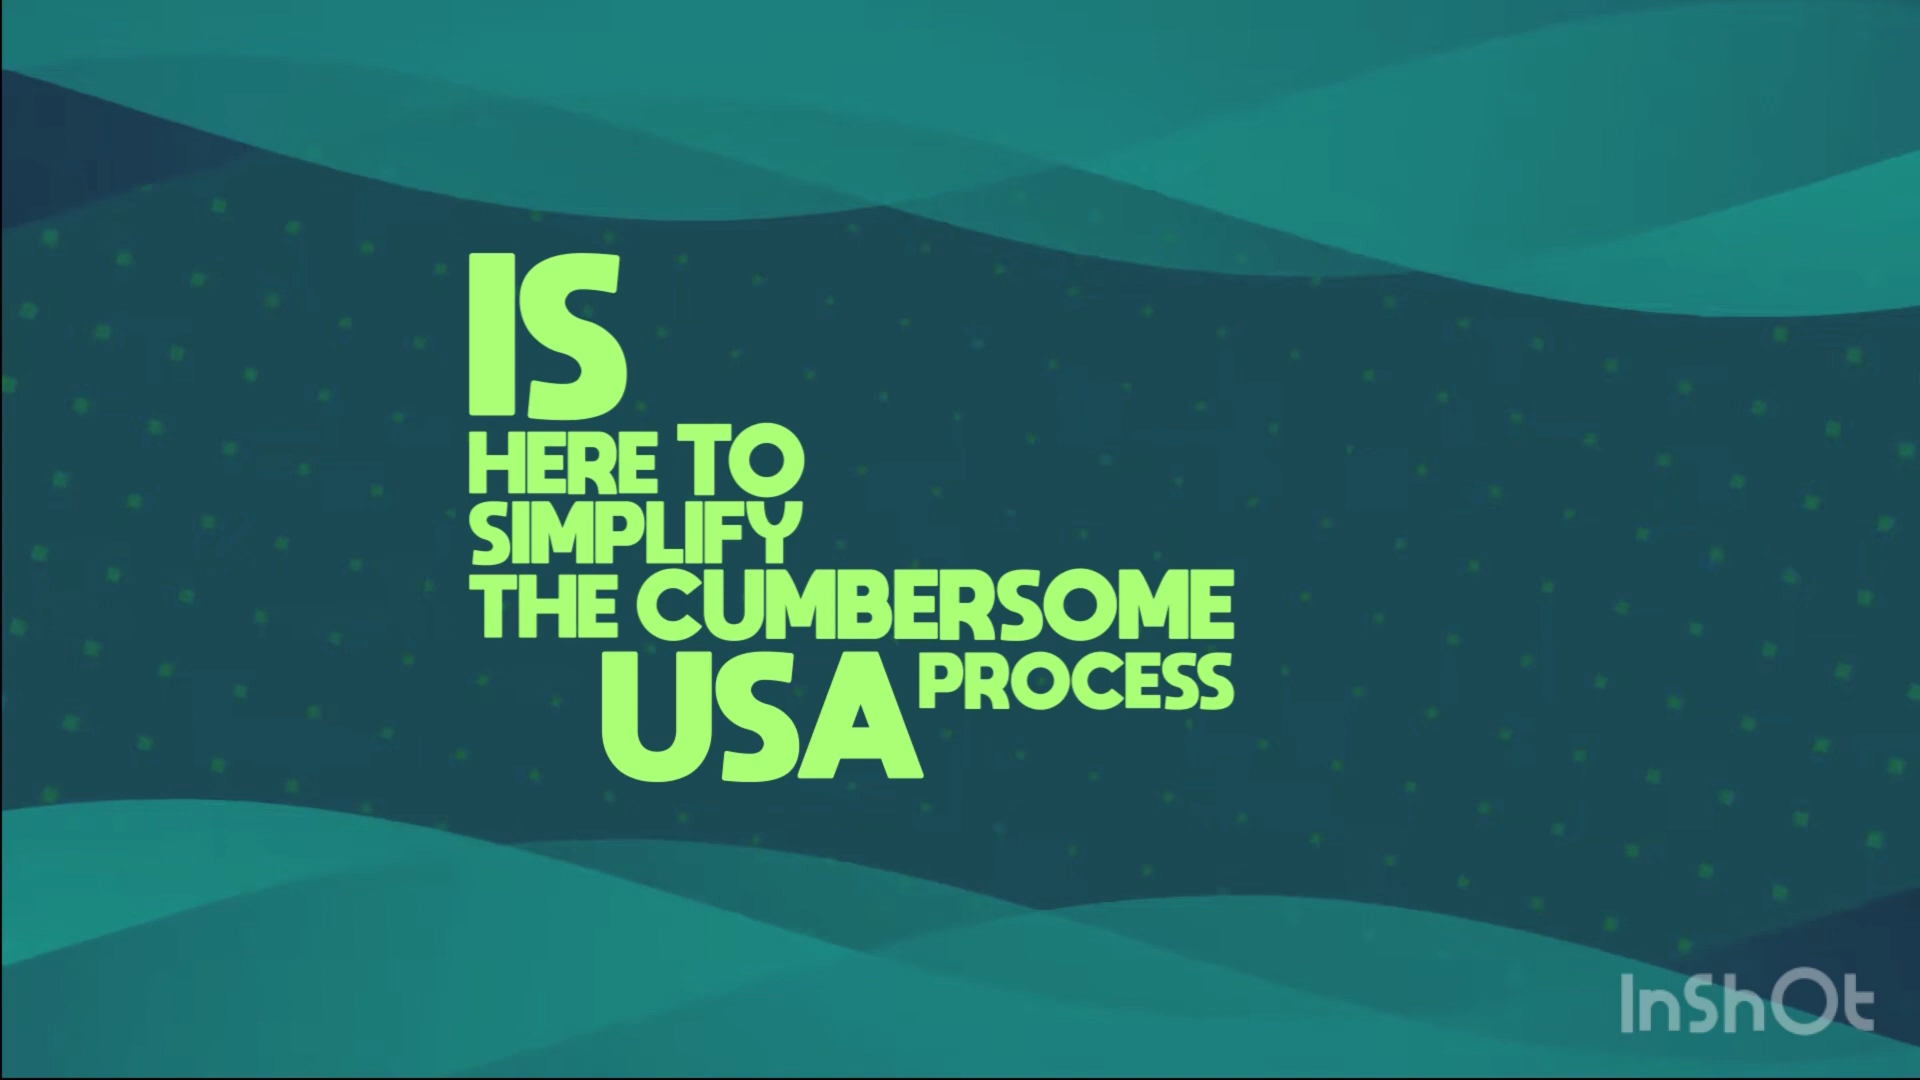 IS
HERE TO
SIMPLIFY
THE CUMBERSOME
USA PROCESS
InShOt